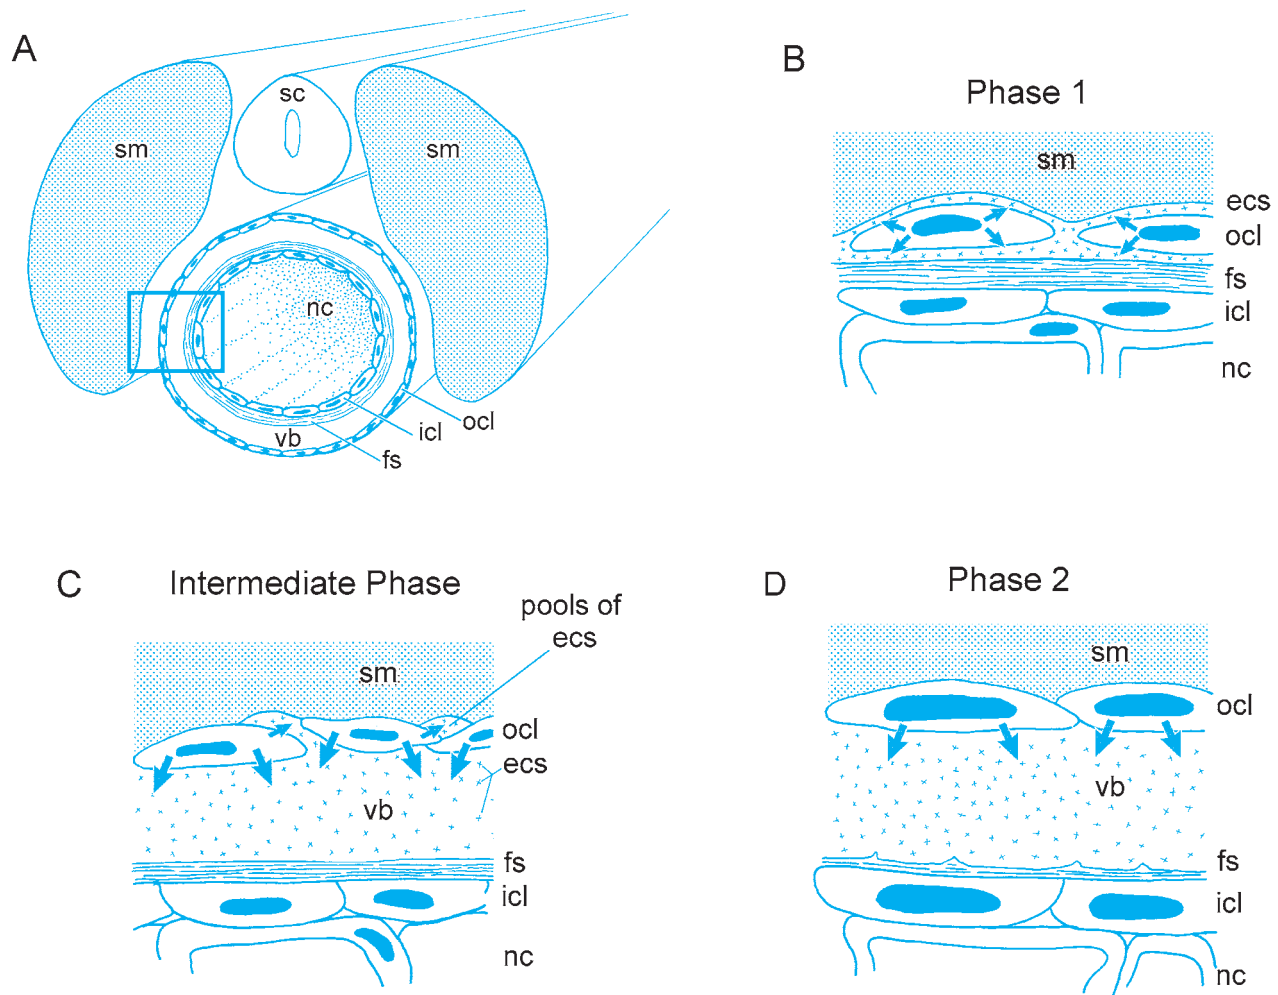 A
sc
sm
sm
nc
ocl
icl
vb
fs
B
Phase 1
sm
ecs
ocl
fs
icl
nc
C
Intermediate Phase
pools of
ecs
sm
ocl
ecs
vb
fs
icl
nc
D
Phase 2
sm
ocl
vb
fs
icl
nc